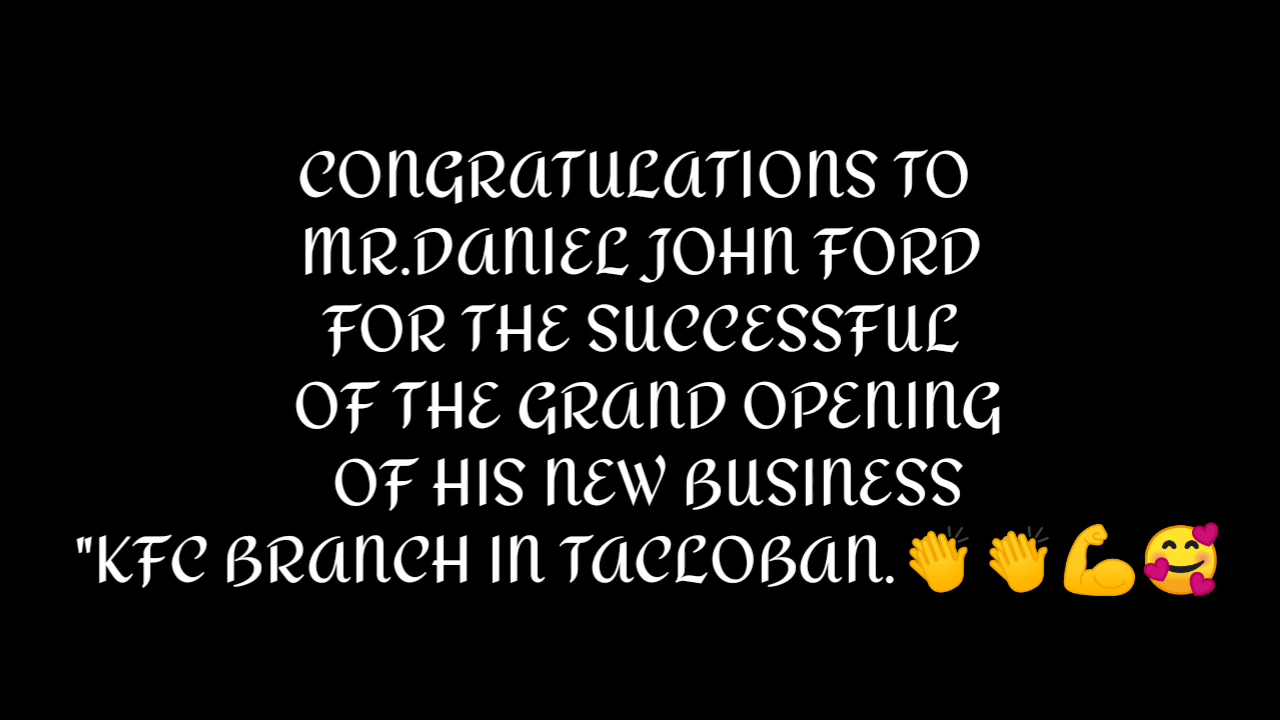 CONGRATULATIONS TO
MR.DANIEL JOHN FORD
FOR THE SUCCESSFUL
OF THE GRAND OPENING
OF HIS NEW BUSINESS
"KFC BRANCH IN TACLOBAN. 👏 👏 💪 🥰